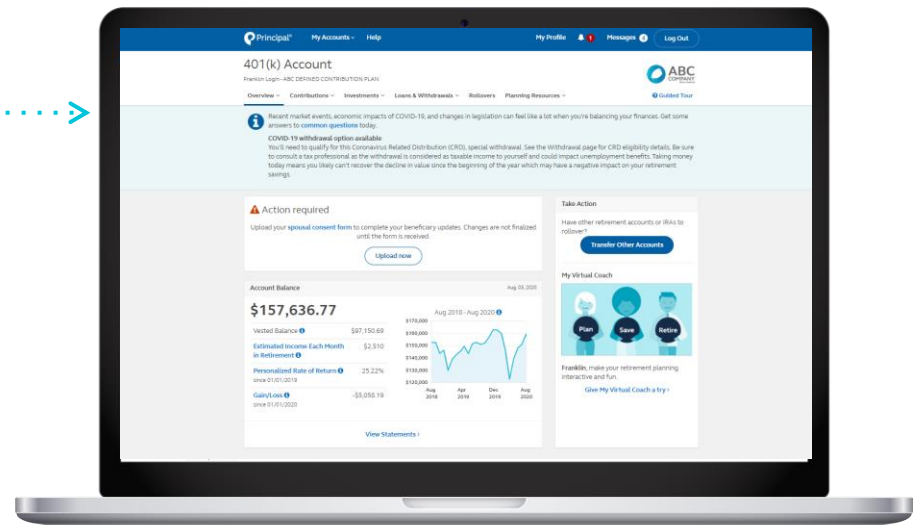 Principal® My Accounts Help My Profile 1 Messages 4 Log Out
401(k) Account
Franklin Login- ABC DEFINED CONTRIBUTION PLAN
ABC
COMPANY
Overview Contributions Investments Loans & Withdrawals Rollovers Planning Resources Guided Tour
Recent market events, economic impacts of COVID-19, and changes in legislation can feel like a lot when you're balancing your finances. Get some
answers to common questions today.
COVID-19 withdrawal option available
You'll need to qualify for this Coronavirus Related Distribution (CRD), special withdrawal. See the Withdrawal page for CRD eligibility details. Be sure
to consult a tax professional as the withdrawal is considered as taxable income to yourself and could impact unemployment benefits. Taking money
today means you likely can't recover the decline in value since the beginning of the year which may have a negative impact on your retirement
savings.
Action required
Upload your spousal consent form to complete your beneficiary updates. Changes are not finalized
until the form is received.
Upload now
Account Balance Aug 03, 2020
$157,636.77
Vested Balance $97,150.69
Estimated Income Each Month $2,510
in Retirement
Personalized Rate of Return 25.22%
since 01/01/2019
Gain/Loss -$5,058.19
since 01/01/2020
Aug 2018 - Aug 2020
$170,000
$160,000
$150,000
$140,000
$130,000
$120,000
Aug Apr Dec Aug
2018 2019 2019 2020
View Statements
Take Action
Have other retirement accounts or IRAs to
rollover?
Transfer Other Accounts
My Virtual Coach
Plan Save Retire
Franklin, make your retirement planning
interactive and fun.
Give My Virtual Coach a try